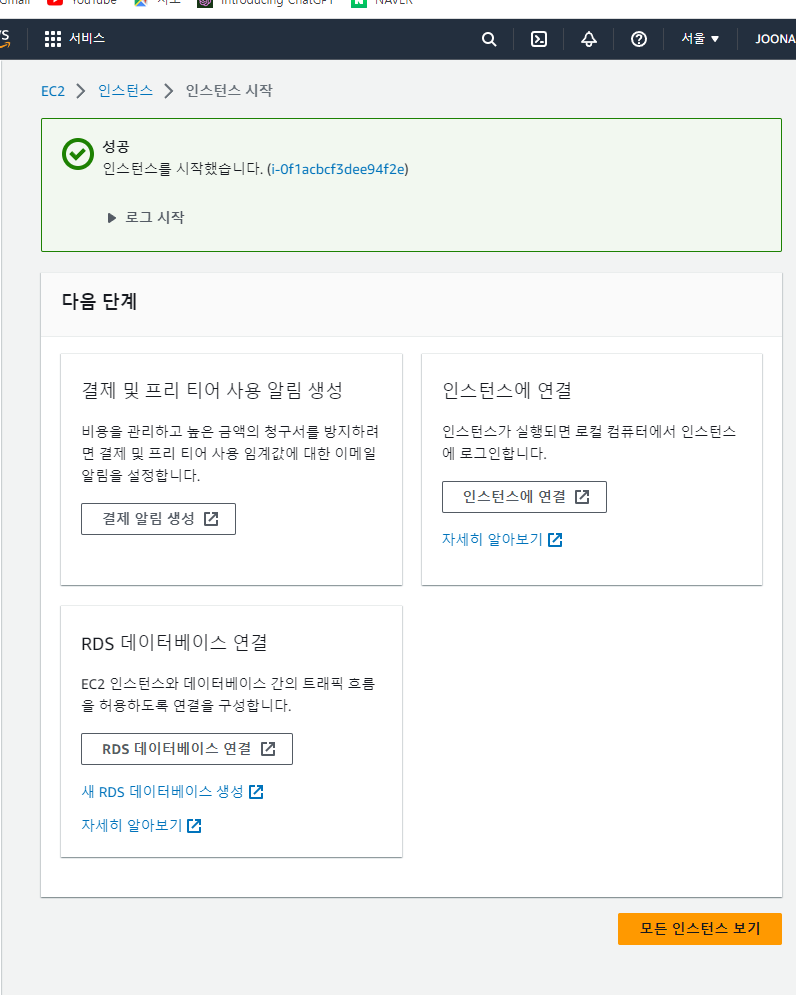 YouTube
지도
Introducing ChatGPT
NAVER
서비스
서울 ▼
JOONA
EC2 > 인스턴스 > 인스턴스 시작
성공
인스턴스를 시작했습니다. (i-0f1acbcf3dee94f2e)
▶ 로그 시작
다음 단계
결제 및 프리 티어 사용 알림 생성
비용을 관리하고 높은 금액의 청구서를 방지하려
면 결제 및 프리 티어 사용 임계값에 대한 이메일
알림을 설정합니다.
결제 알림 생성
인스턴스에 연결
인스턴스가 실행되면 로컬 컴퓨터에서 인스턴스
에 로그인합니다.
인스턴스에 연결
자세히 알아보기
RDS 데이터베이스 연결
EC2 인스턴스와 데이터베이스 간의 트래픽 흐름
을 허용하도록 연결을 구성합니다.
RDS 데이터베이스 연결
새 RDS 데이터베이스 생성
자세히 알아보기
모든 인스턴스 보기